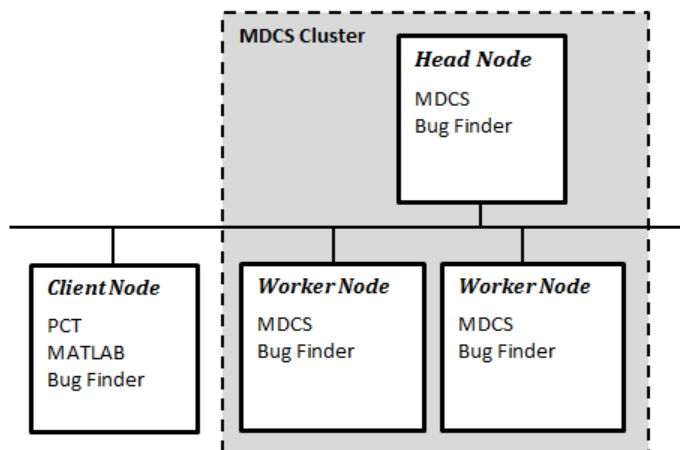 MDCS Cluster
Head Node
MDCS
Bug Finder
Client Node
PCT
MATLAB
Bug Finder
Worker Node
MDCS
Bug Finder
Worker Node
MDCS
Bug Finder